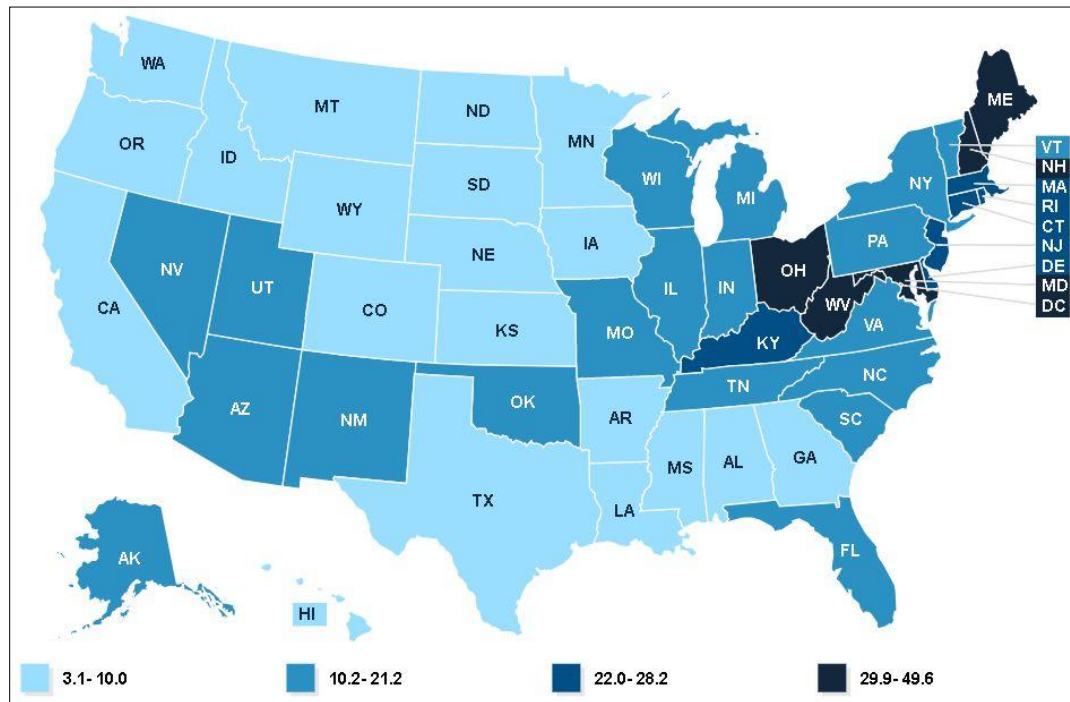 WA
MT
ND
MN
ME
OR
ID
SD
WI
MI
NY
VT
NH
MA
RI
CT
NJ
DE
MD
DC
WY
NE
IA
PA
NV
UT
CO
KS
IL
IN
OH
WV
VA
CA
MO
KY
AZ
NM
OK
TN
NC
AR
SC
MS
AL
GA
TX
LA
AK
FL
HI
3.1- 10.0
10.2- 21.2
22.0- 28.2
29.9- 49.6